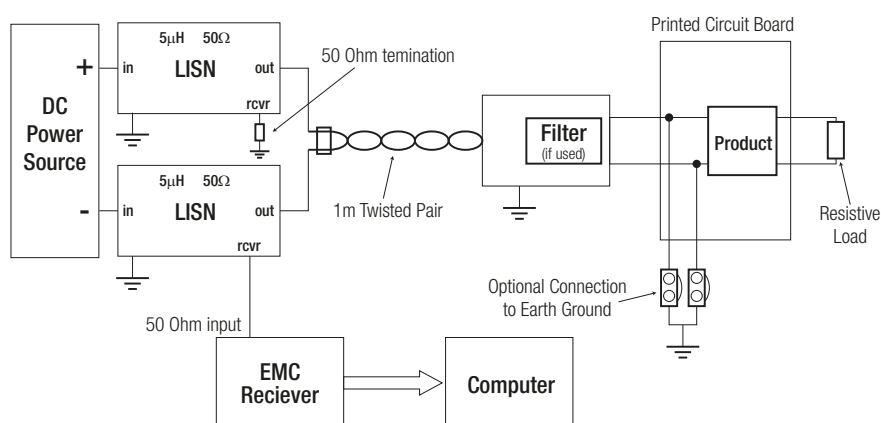 Printed Circuit Board
5μH 50Ω
LISN
in
out
rcvr
+
DC
Power
Source
-
50 Ohm temination
5μH 50Ω
LISN
in
out
rcvr
1m Twisted Pair
Filter
(if used)
Product
Resistive
Load
Optional Connection
to Earth Ground
50 Ohm input
EMC
Reciever
Computer